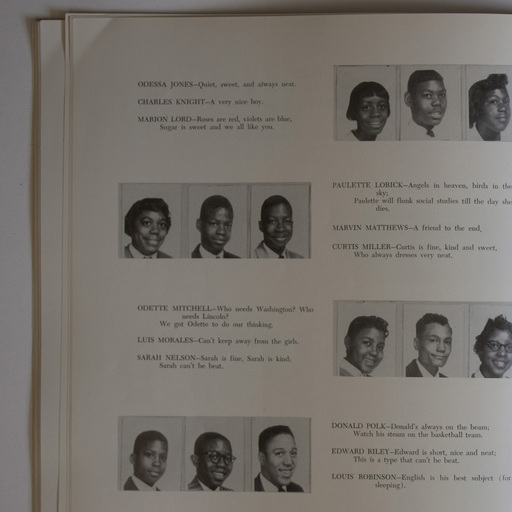 ODESSA JONES—Quiet, sweet, and always neat.
CHARLES KNIGHT—A very nice boy.
MARION LORD—Roses are red, violets are blue,
Sugar is sweet and we all like you.
PAULETTE LORICK—Angels in heaven, birds in the
sky;
Paulette will flunk social studies till the day she
dies.
MARVIN MATTHEWS—A friend to the end.
CURTIS MILLER—Curtis is fine, kind and sweet,
Who always dresses very neat.
ODETTE MITCHELL—Who needs Washington? Who
needs Lincoln?
We got Odette to do our thinking.
LUIS MORALES—Can't keep away from the girls.
SARAH NELSON—Sarah is fine, Sarah is kind;
Sarah can't be beat.
DONALD POLK—Donald's always on the beam;
Watch his steam on the basketball team.
EDWARD RILEY—Edward is short, nice and neat;
This is a type that can't be beat.
LOUIS ROBINSON—English is his best subject (for
sleeping).